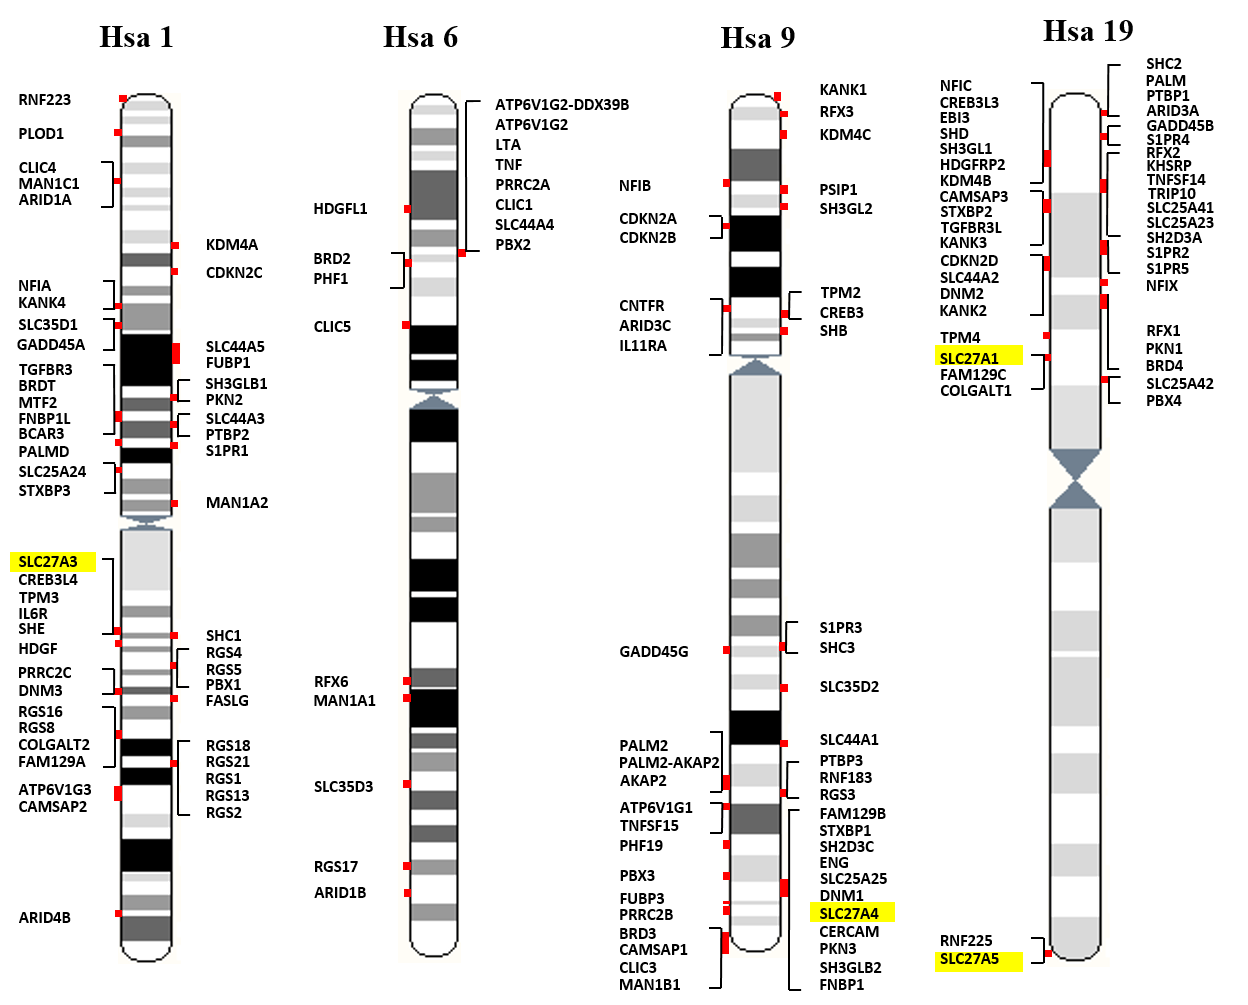 Hsa 1
RNF223
PLOD1
CLIC4
MAN1C1
ARID1A
NFIA
KANK4
SLC35D1
GADD45A
TGFBR3
BRDT
MTF2
FNBP1L
BCAR3
PALMD
SLC25A24
STXBP3
SLC27A3
CREB3L4
TPM3
IL6R
SHE
HDGF
PRRC2C
DNM3
RGS16
RGS8
COLGALT2
FAM129A
ATP6V1G3
CAMSAP2
ARID4B
KDM4A
CDKN2C
SLC44A5
FUBP1
SH3GLB1
PKN2
SLC44A3
PTBP2
S1PR1
MAN1A2
SHC1
RGS4
RGS5
PBX1
FASLG
RGS18
RGS21
RGS1
RGS13
RGS2
Hsa 6
HDGFL1
BRD2
PHF1
CLIC5
RFX6
MAN1A1
SLC35D3
RGS17
ARID1B
ATP6V1G2-DDX39B
ATP6V1G2
LTA
TNF
PRRC2A
CLIC1
SLC44A4
PBX2
Hsa 9
NFIB
CDKN2A
CDKN2B
CNTFR
ARID3C
IL11RA
GADD45G
PALM2
PALM2-AKAP2
AKAP2
ATP6V1G1
TNFSF15
PHF19
PBX3
FUBP3
PRRC2B
BRD3
CAMSAP1
CLIC3
MAN1B1
KANK1
RFX3
KDM4C
PSIP1
SH3GL2
TPM2
CREB3
SHB
S1PR3
SHC3
SLC35D2
SLC44A1
PTBP3
RNF183
RGS3
FAM129B
STXBP1
SH2D3C
ENG
SLC25A25
DNM1
SLC27A4
CERCAM
PKN3
SH3GLB2
FNBP1
Hsa 19
NFIC
CREB3L3
EBI3
SHD
SH3GL1
HDGFRP2
KDM4B
CAMSAP3
STXBP2
TGFBR3L
KANK3
CDKN2D
SLC44A2
DNM2
KANK2
TPM4
SLC27A1
FAM129C
COLGALT1
RNF225
SLC27A5
SHC2
PALM
PTBP1
ARID3A
GADD45B
S1PR4
RFX2
KHSRP
TNFSF14
TRIP10
SLC25A41
SLC25A23
SH2D3A
S1PR2
S1PR5
NFIX
RFX1
PKN1
BRD4
SLC25A42
PBX4